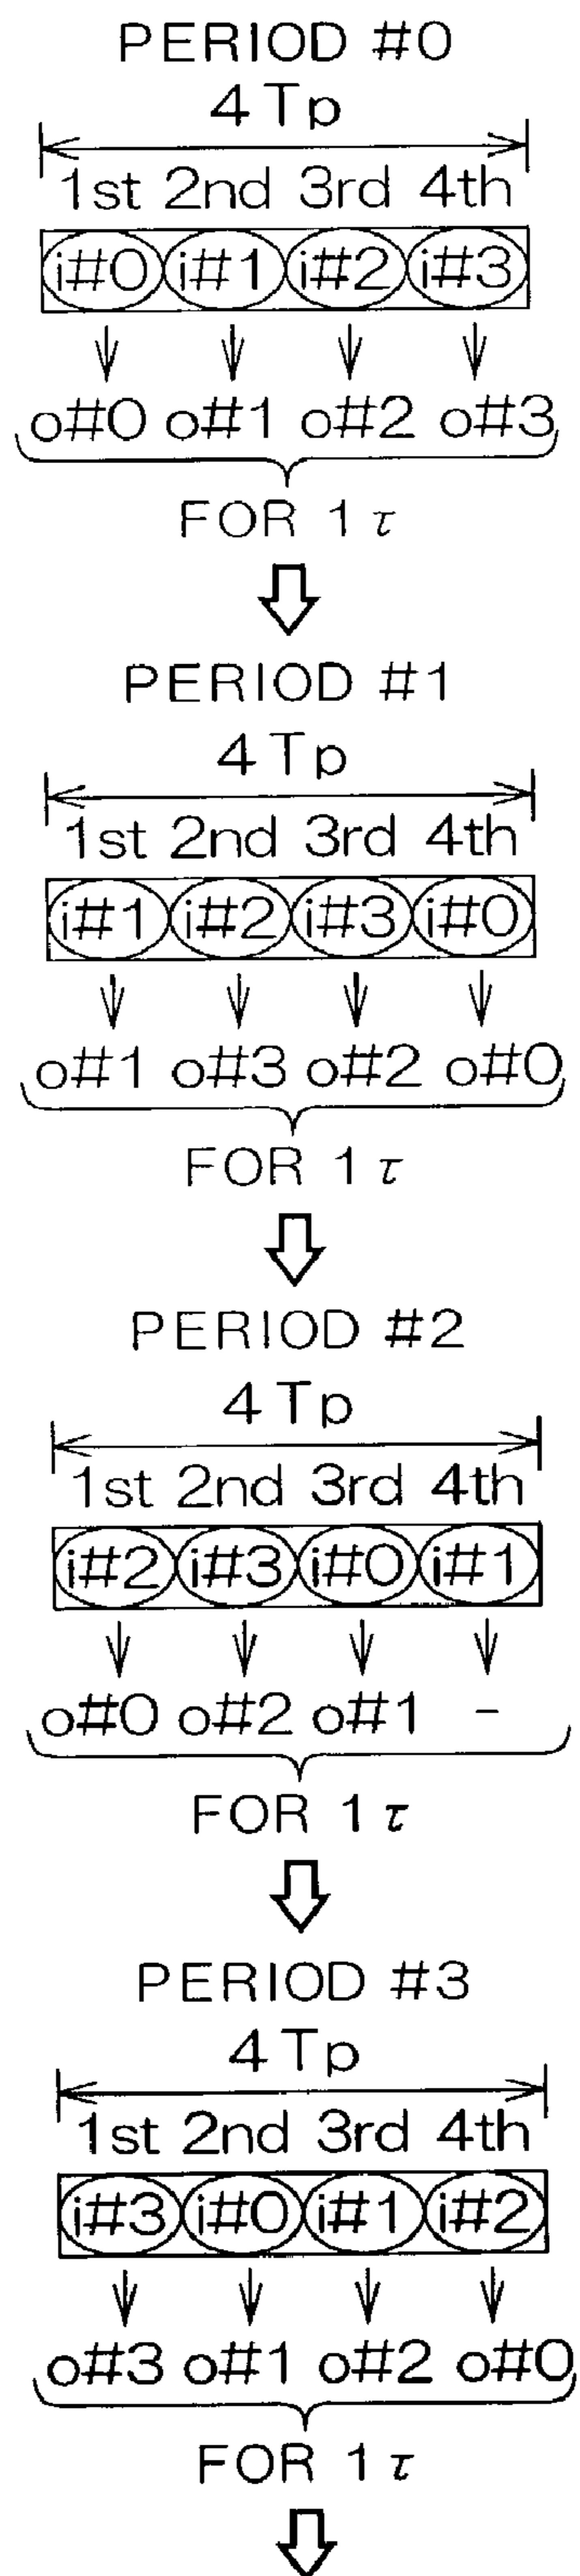 PERIOD #0
4Tp
1st 2nd 3rd 4th
i#0 i#1 i#2 i#3
o#0 o#1 o#2 o#3
FOR 1τ
PERIOD #1
4Tp
1st 2nd 3rd 4th
i#1 i#2 i#3 i#0
o#1 o#3 o#2 o#0
FOR 1τ
PERIOD #2
4Tp
1st 2nd 3rd 4th
i#2 i#3 i#0 i#1
o#0 o#2 o#1 -
FOR 1τ
PERIOD #3
4Tp
1st 2nd 3rd 4th
i#3 i#0 i#1 i#2
o#3 o#1 o#2 o#0
FOR 1τ